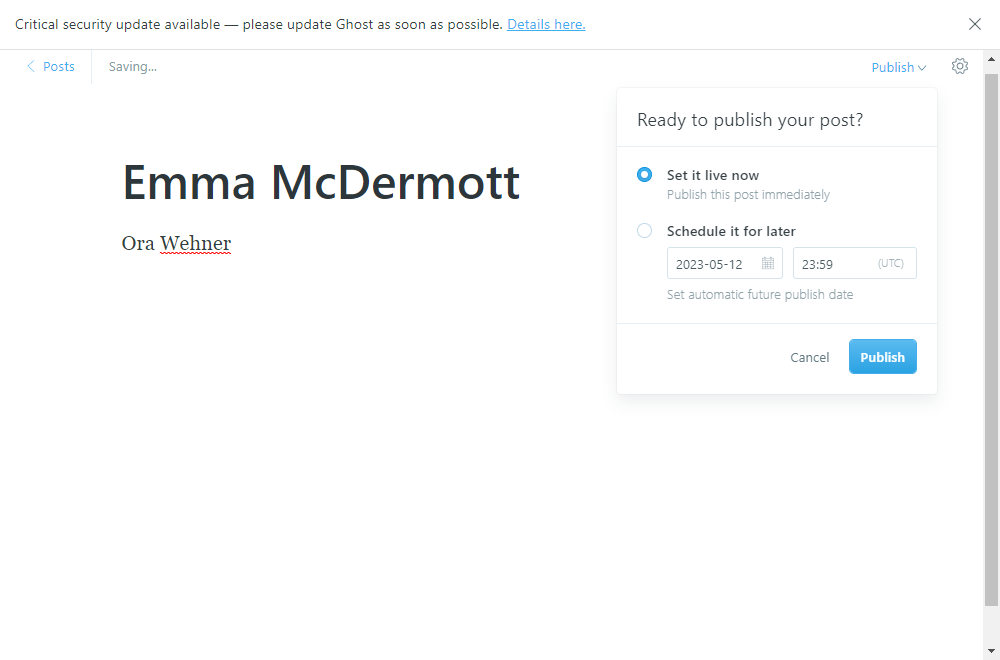 Critical security update available — please update Ghost as soon as possible. Details here.
Posts
Saving...
Publish
Ready to publish your post?
Emma McDermott
Ora Wehner
Set it live now
Publish this post immediately
Schedule it for later
2023-05-12
23:59
(UTC)
Set automatic future publish date
Cancel
Publish